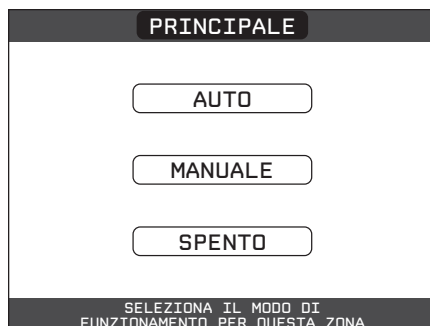 PRINCIPALE
AUTO
MANUALE
SPENTO
SELEZIONA IL MODO DI
FUNZIONAMENTO PER QUESTA ZONA